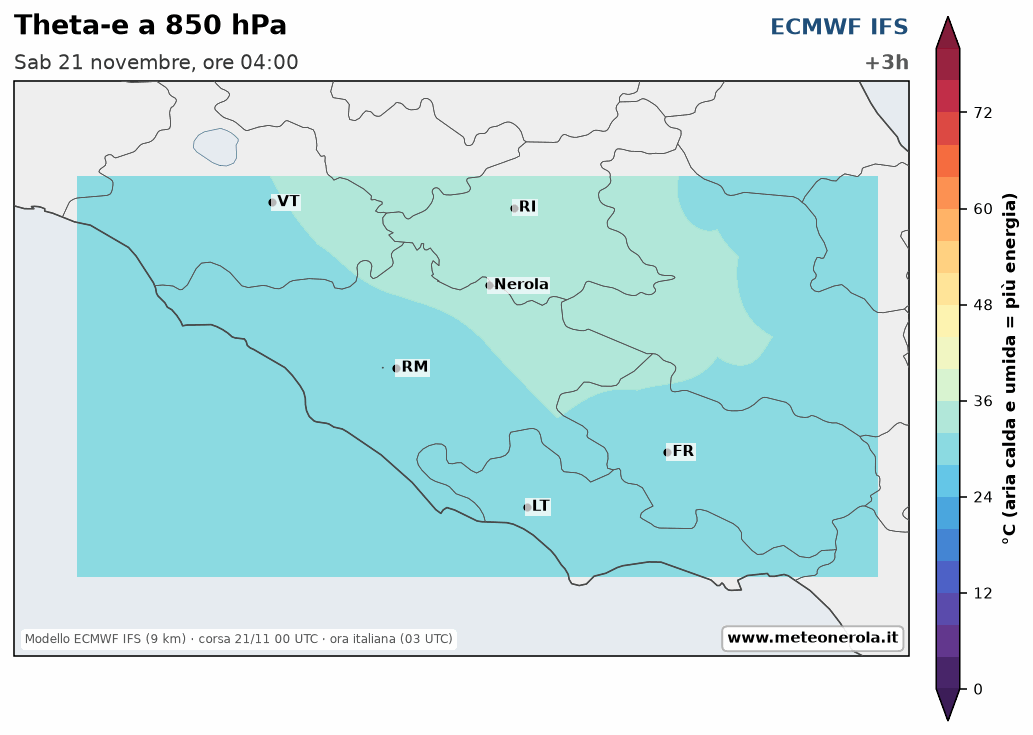 Theta-e a 850 hPa
ECMWF IFS
Sab 21 novembre, ore 04:00
+3h
VT
RI
Nerola
RM
FR
LT
Modello ECMWF IFS (9 km) · corsa 21/11 00 UTC · ora italiana (03 UTC)
www.meteonerola.it
72
60
48
36
24
12
0
°C (aria calda e umida = più energia)